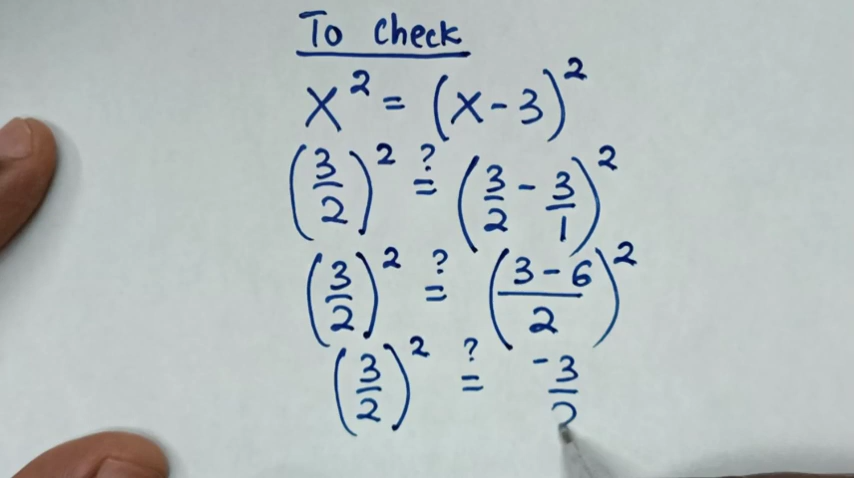 To check
x² = (x - 3)²
(3/2)² ?= (3/2 - 3/1)²
(3/2)² ?= ((3 - 6)/2)²
(3/2)² ?= -3/2